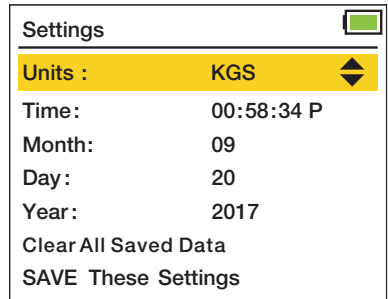 Settings
Units : KGS
Time: 00:58:34 P
Month: 09
Day: 20
Year: 2017
Clear All Saved Data
SAVE These Settings